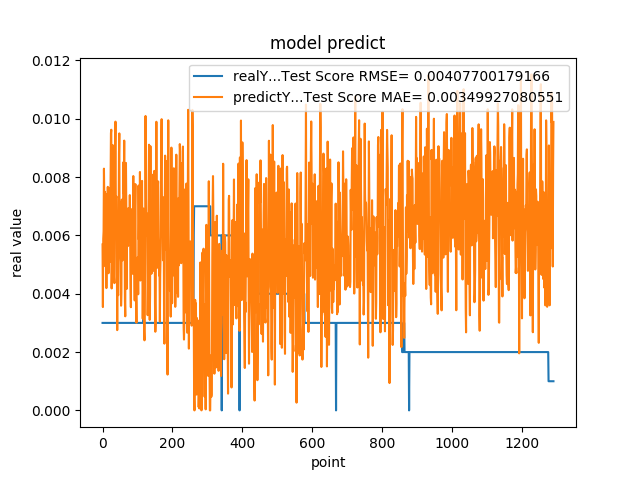 model predict
realY...Test Score RMSE= 0.00407700179166
predictY...Test Score MAE= 0.00349927080551
0.012
0.010
0.008
0.006
0.004
0.002
0.000
real value
0 200 400 600 800 1000 1200
point